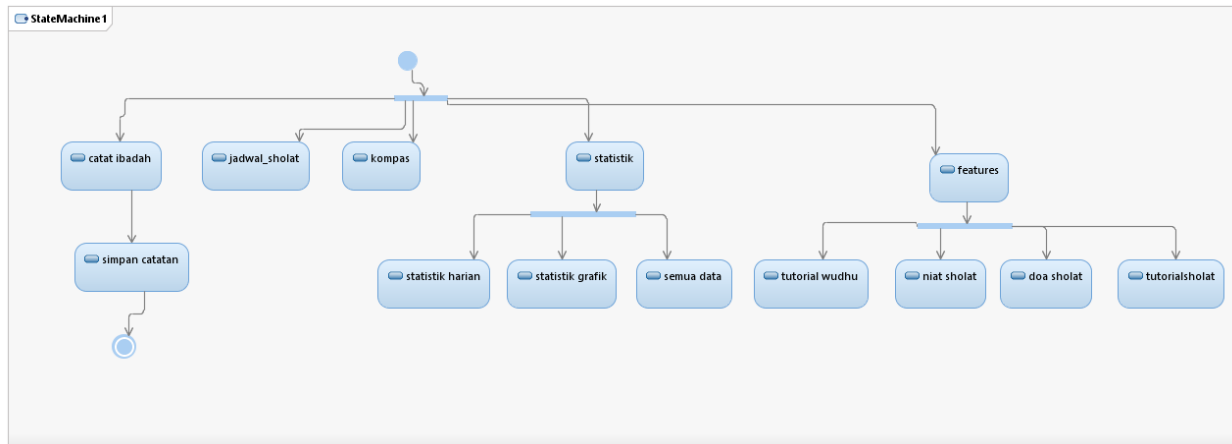 StateMachine1
catat ibadah
jadwal_sholat
kompas
statistik
features
simpan catatan
statistik harian
statistik grafik
semua data
tutorial wudhu
niat sholat
doa sholat
tutorialsholat